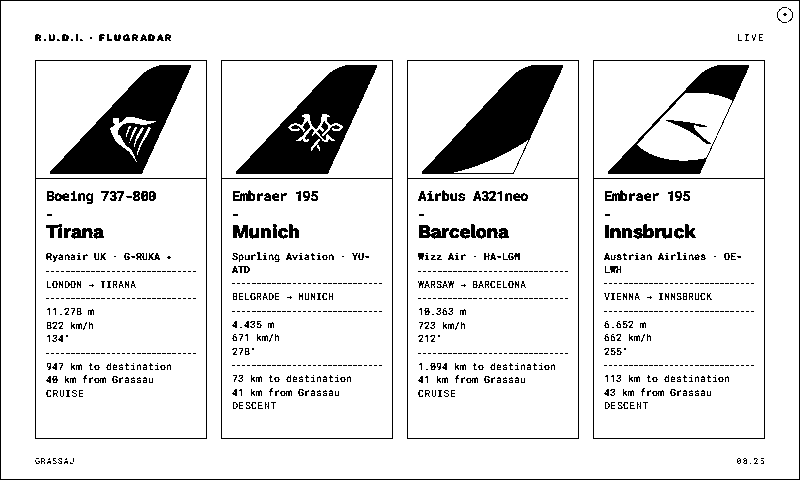 R.U.D.I. · FLUGRADAR
LIVE
Boeing 737-800
-
Tirana
Ryanair UK · G-RUKA ✦
LONDON → TIRANA
11.278 m
822 km/h
134°
947 km to destination
40 km from Grassau
CRUISE
Embraer 195
-
Munich
Spurling Aviation · YU-
ATD
BELGRADE → MUNICH
4.435 m
671 km/h
278°
73 km to destination
41 km from Grassau
DESCENT
Airbus A321neo
-
Barcelona
Wizz Air · HA-LGM
WARSAW → BARCELONA
10.363 m
723 km/h
212°
1.094 km to destination
41 km from Grassau
CRUISE
Embraer 195
-
Innsbruck
Austrian Airlines · OE-
LWH
VIENNA → INNSBRUCK
6.652 m
662 km/h
255°
113 km to destination
43 km from Grassau
DESCENT
GRASSAU
08.25